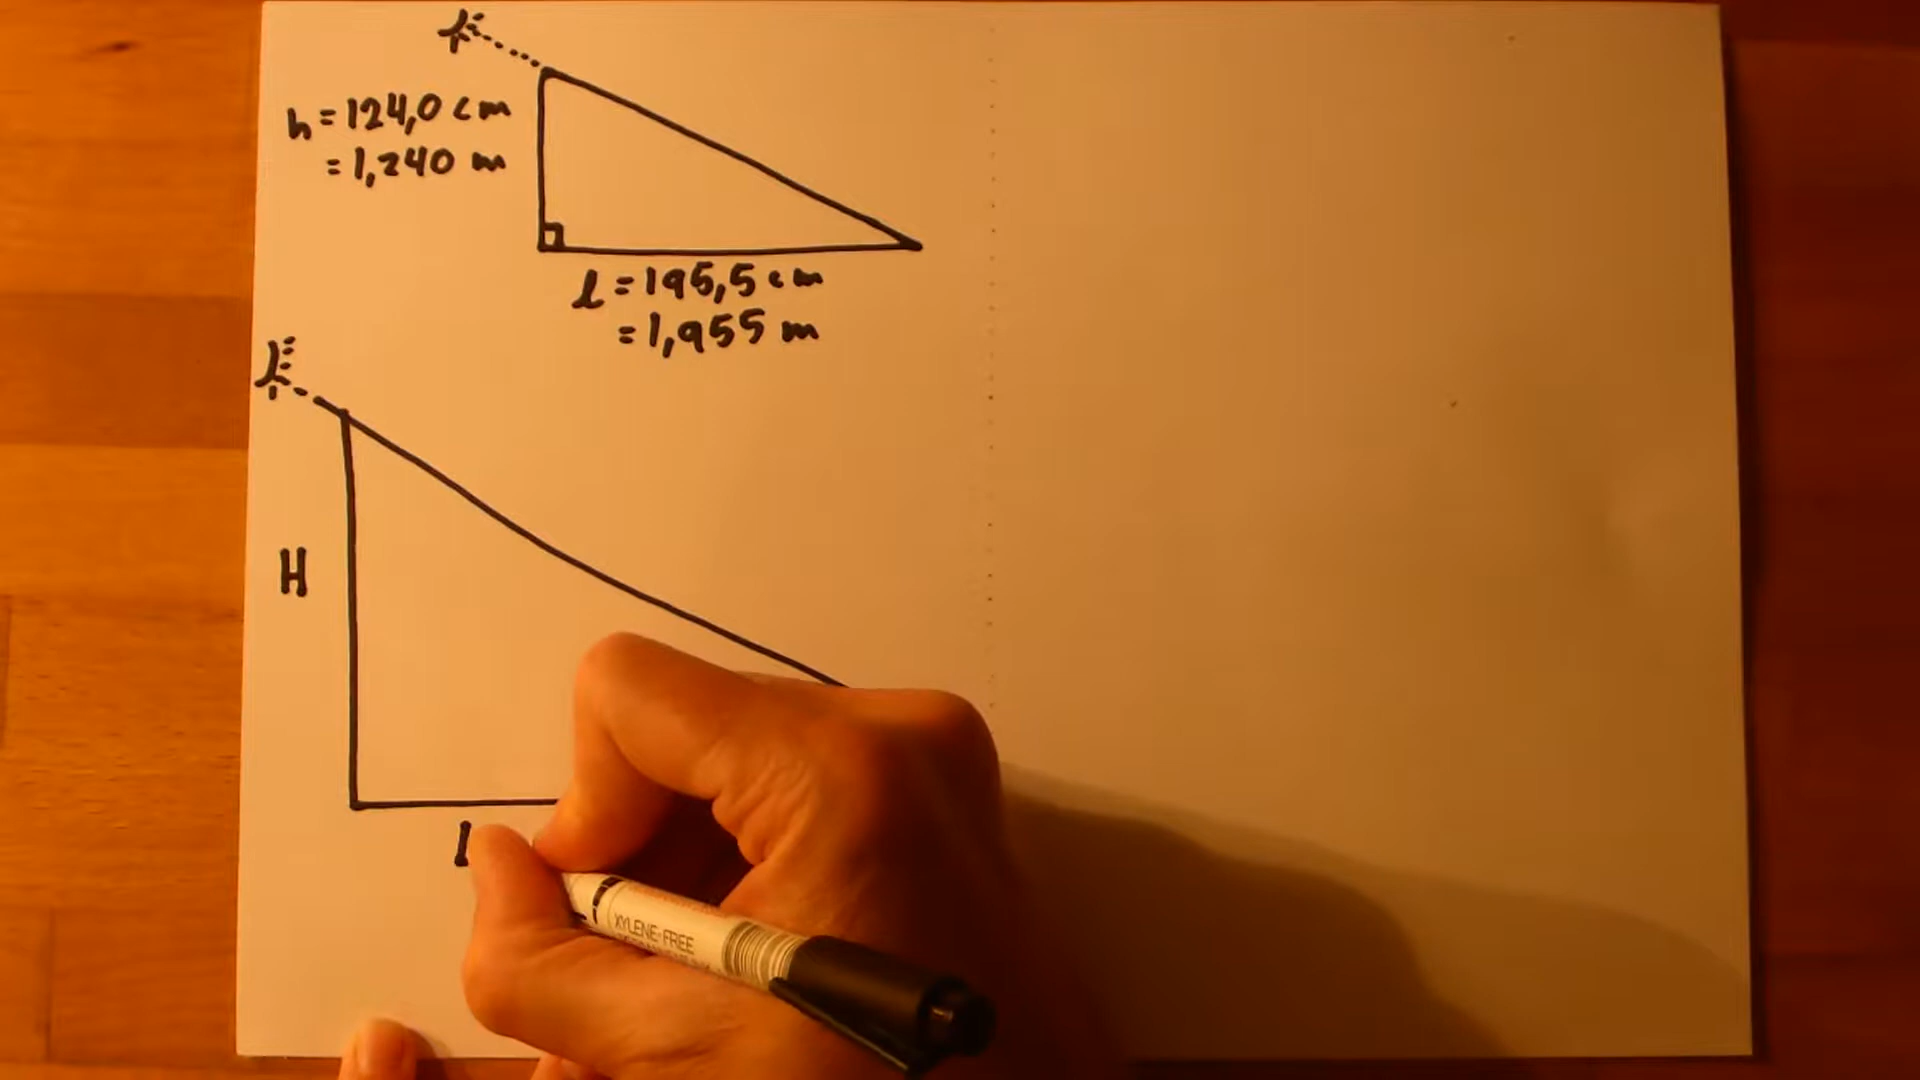 h = 124,0 cm
= 1,240 m
l = 195,5 cm
= 1,955 m
H
XYLENE-FREE